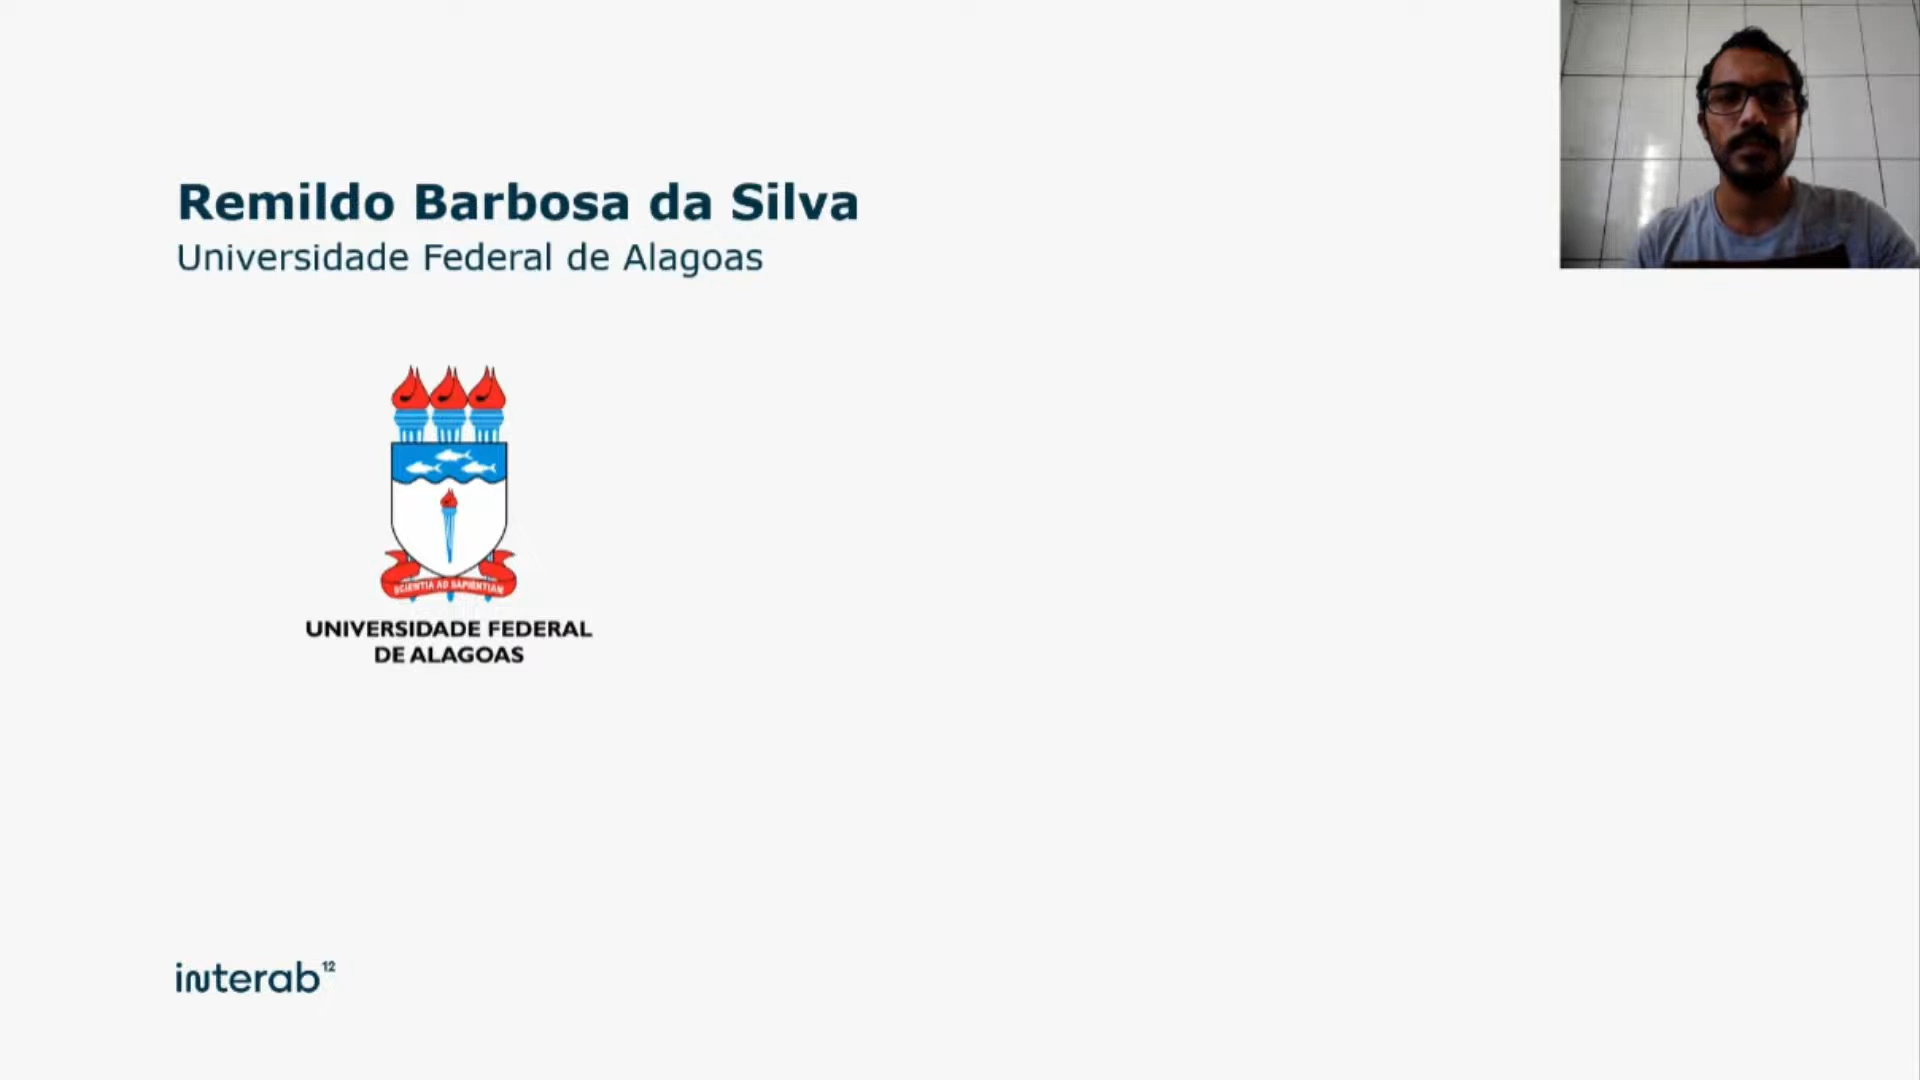 Remildo Barbosa da Silva
Universidade Federal de Alagoas
SCIENTIA AD SAPIENTIAM
UNIVERSIDADE FEDERAL
DE ALAGOAS
interab¹²